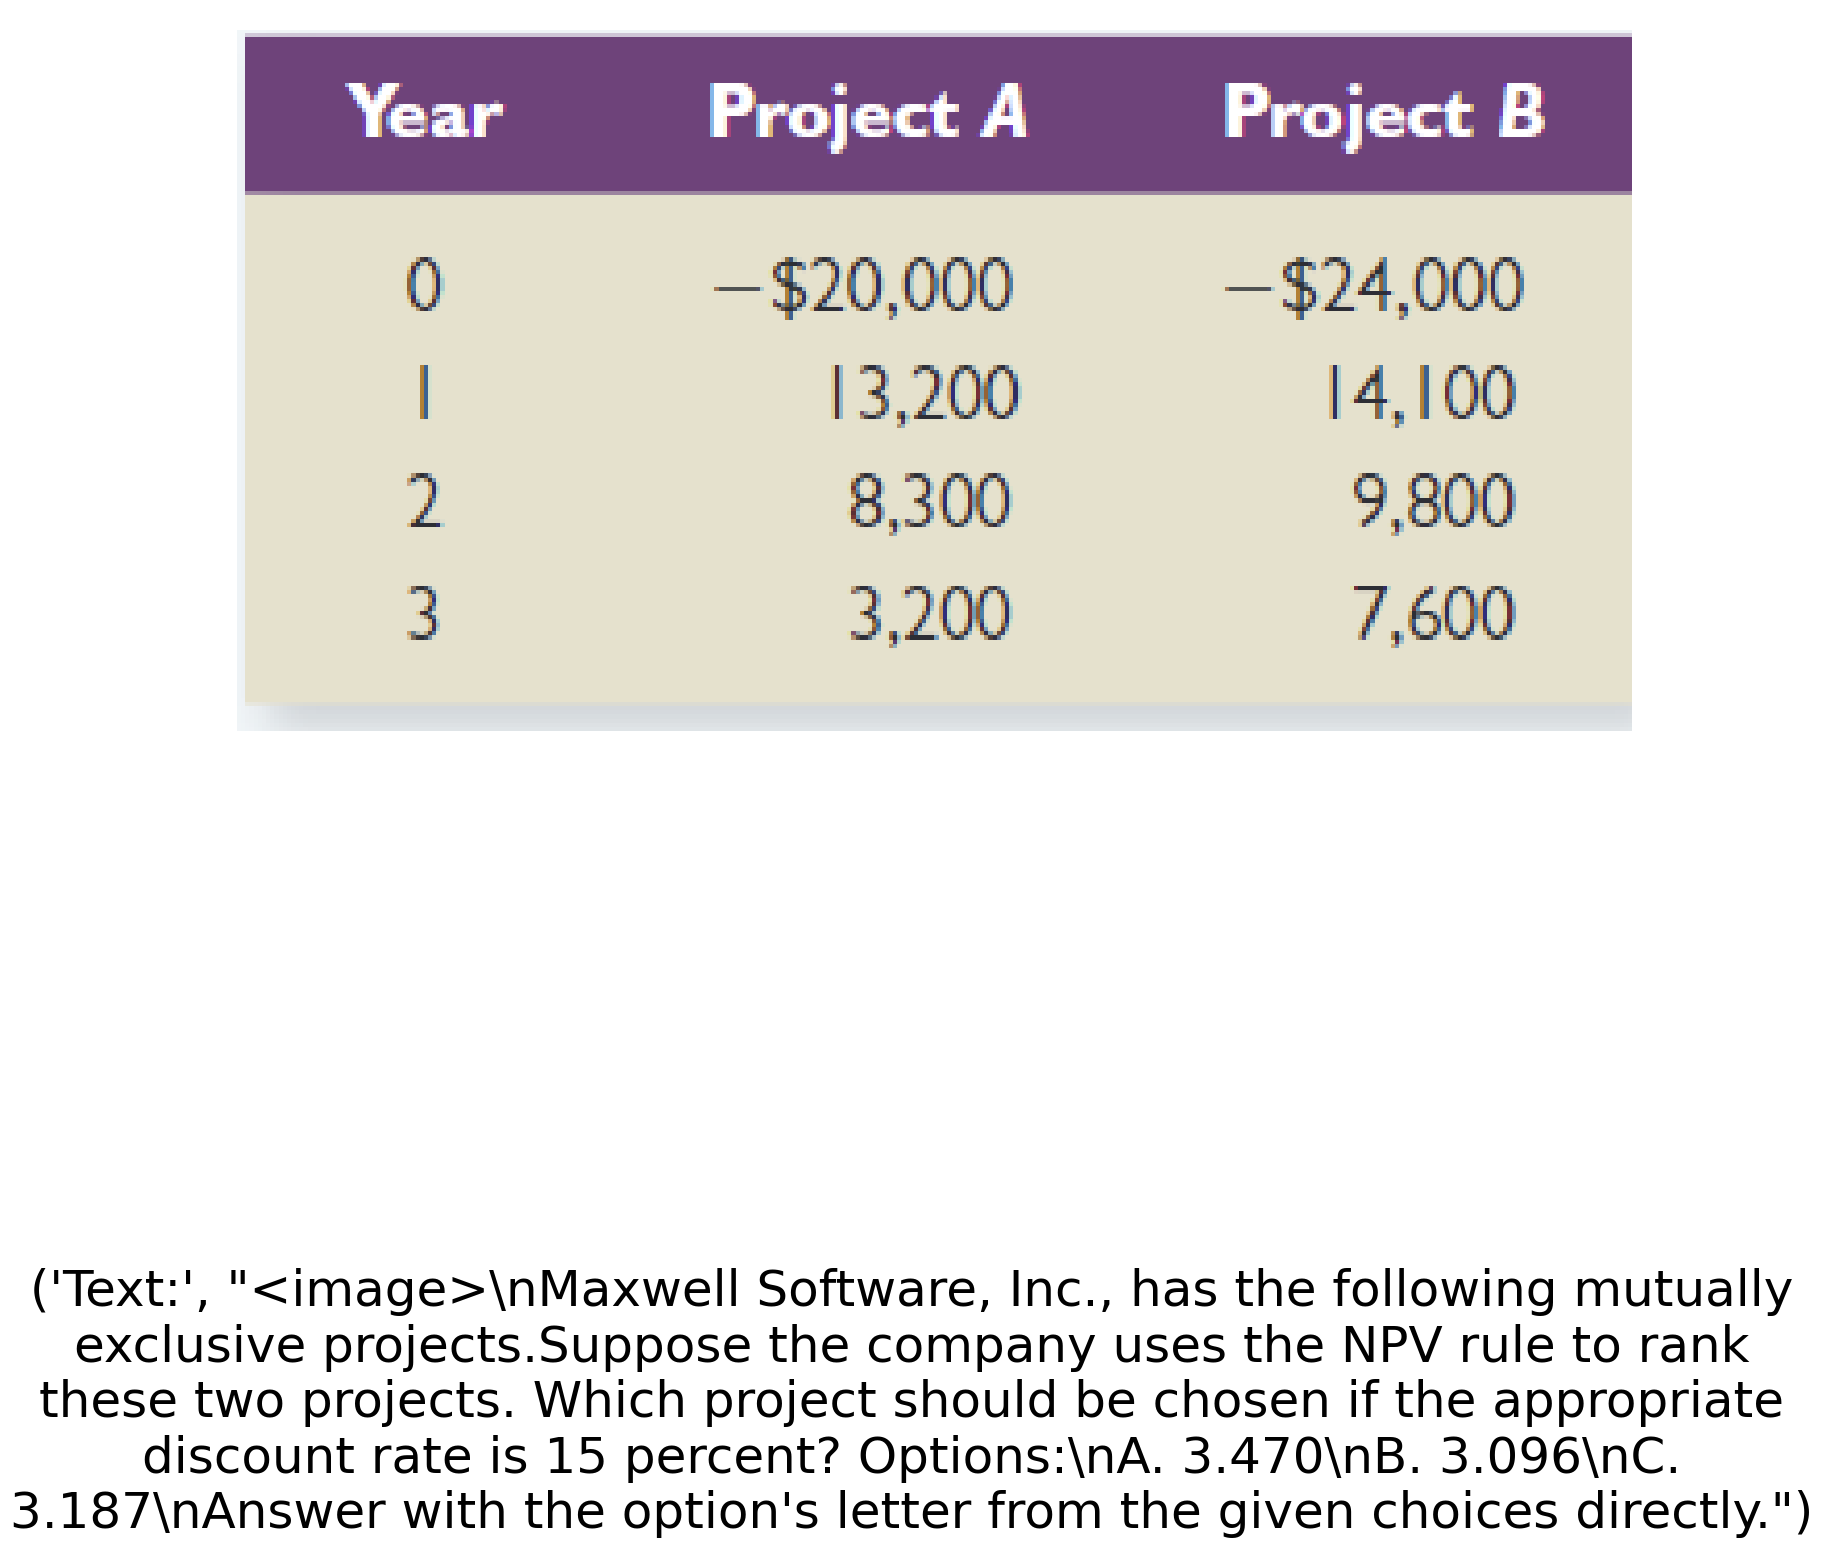 Year Project A Project B
0 –$20,000 –$24,000
1 13,200 14,100
2 8,300 9,800
3 3,200 7,600
('Text:', "<image>\nMaxwell Software, Inc., has the following mutually
exclusive projects.Suppose the company uses the NPV rule to rank
these two projects. Which project should be chosen if the appropriate
discount rate is 15 percent? Options:\nA. 3.470\nB. 3.096\nC.
3.187\nAnswer with the option's letter from the given choices directly.")